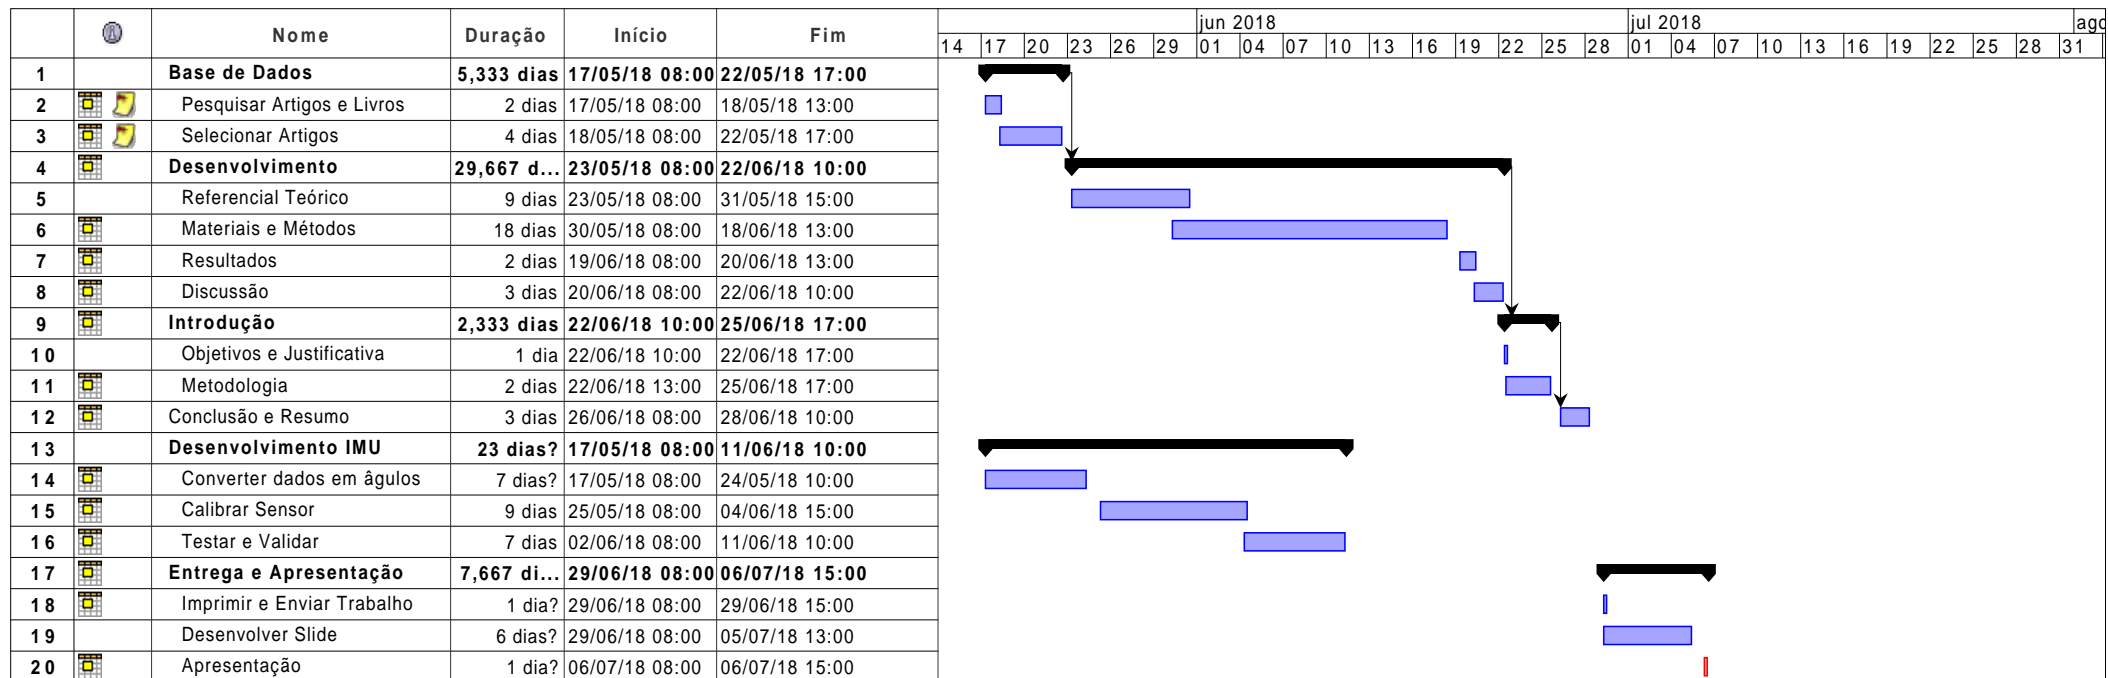 jun 2018 jul 2018 ago
Nome Duração Início Fim
14 17 20 23 26 29 01 04 07 10 13 16 19 22 25 28 01 04 07 10 13 16 19 22 25 28 31
1 Base de Dados 5,333 dias 17/05/18 08:00 22/05/18 17:00
2 Pesquisar Artigos e Livros 2 dias 17/05/18 08:00 18/05/18 13:00
3 Selecionar Artigos 4 dias 18/05/18 08:00 22/05/18 17:00
4 Desenvolvimento 29,667 d... 23/05/18 08:00 22/06/18 10:00
5 Referencial Teórico 9 dias 23/05/18 08:00 31/05/18 15:00
6 Materiais e Métodos 18 dias 30/05/18 08:00 18/06/18 13:00
7 Resultados 2 dias 19/06/18 08:00 20/06/18 13:00
8 Discussão 3 dias 20/06/18 08:00 22/06/18 10:00
9 Introdução 2,333 dias 22/06/18 10:00 25/06/18 17:00
10 Objetivos e Justificativa 1 dia 22/06/18 10:00 22/06/18 17:00
11 Metodologia 2 dias 22/06/18 13:00 25/06/18 17:00
12 Conclusão e Resumo 3 dias 26/06/18 08:00 28/06/18 10:00
13 Desenvolvimento IMU 23 dias? 17/05/18 08:00 11/06/18 10:00
14 Converter dados em âgulos 7 dias? 17/05/18 08:00 24/05/18 10:00
15 Calibrar Sensor 9 dias 25/05/18 08:00 04/06/18 15:00
16 Testar e Validar 7 dias 02/06/18 08:00 11/06/18 10:00
17 Entrega e Apresentação 7,667 di... 29/06/18 08:00 06/07/18 15:00
18 Imprimir e Enviar Trabalho 1 dia? 29/06/18 08:00 29/06/18 15:00
19 Desenvolver Slide 6 dias? 29/06/18 08:00 05/07/18 13:00
20 Apresentação 1 dia? 06/07/18 08:00 06/07/18 15:00